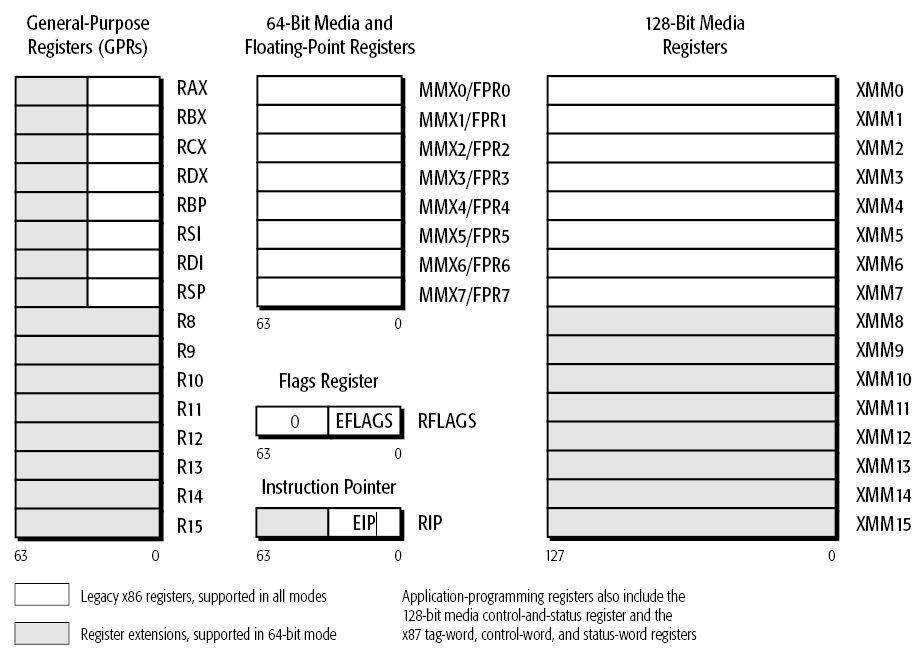 General-Purpose
Registers (GPRs)
64-Bit Media and
Floating-Point Registers
128-Bit Media
Registers
RAX
RBX
RCX
RDX
RBP
RSI
RDI
RSP
R8
R9
R10
R11
R12
R13
R14
R15
63 0
MMX0/FPR0
MMX1/FPR1
MMX2/FPR2
MMX3/FPR3
MMX4/FPR4
MMX5/FPR5
MMX6/FPR6
MMX7/FPR7
63 0
Flags Register
0 EFLAGS RFLAGS
63 0
Instruction Pointer
EIP RIP
63 0
XMM0
XMM1
XMM2
XMM3
XMM4
XMM5
XMM6
XMM7
XMM8
XMM9
XMM10
XMM11
XMM12
XMM13
XMM14
XMM15
127 0
Legacy x86 registers, supported in all modes
Register extensions, supported in 64-bit mode
Application-programming registers also include the
128-bit media control-and-status register and the
x87 tag-word, control-word, and status-word registers